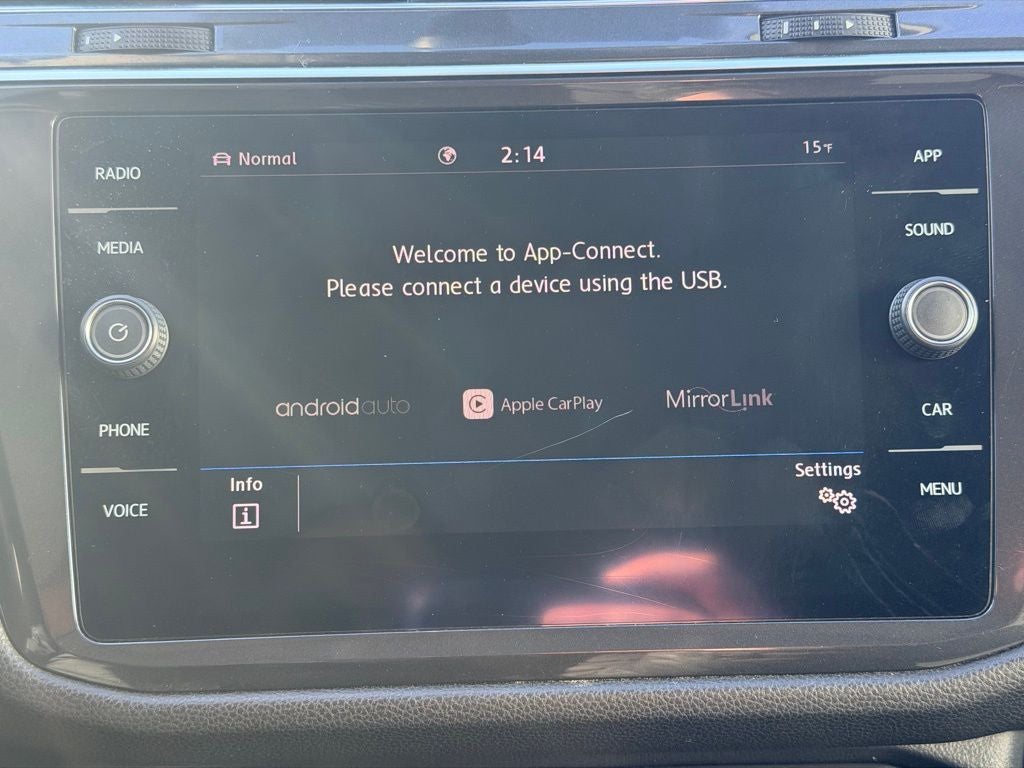 Normal
2:14
15°F
RADIO
MEDIA
PHONE
VOICE
Welcome to App-Connect.
Please connect a device using the USB.
androidauto
Apple CarPlay
MirrorLink
Info
i
Settings
APP
SOUND
CAR
MENU